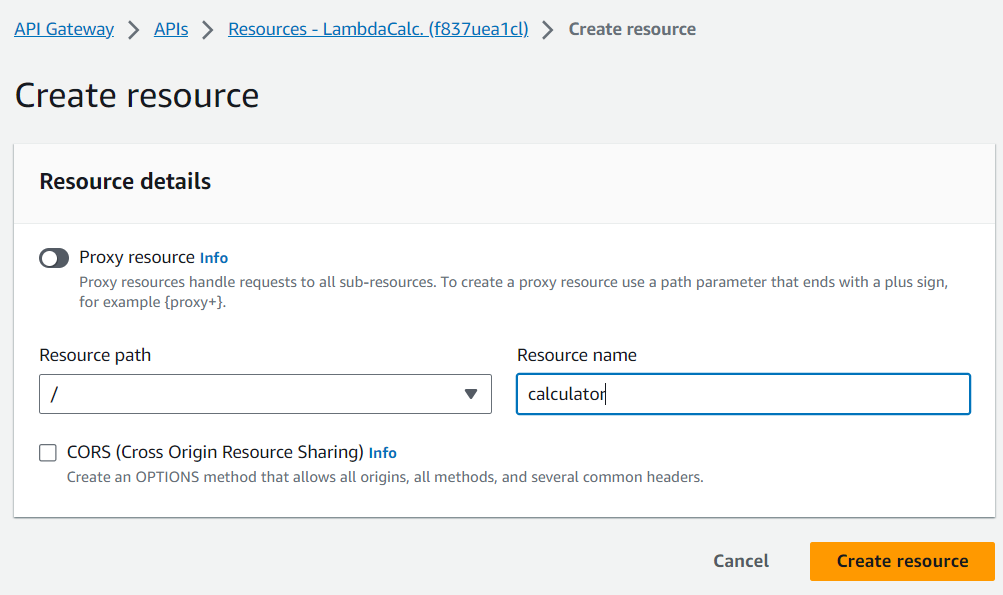 API Gateway > APIs > Resources - LambdaCalc. (f837uea1cl) > Create resource
Create resource
Resource details
Proxy resource Info
Proxy resources handle requests to all sub-resources. To create a proxy resource use a path parameter that ends with a plus sign,
for example {proxy+}.
Resource path
/
Resource name
calculator
CORS (Cross Origin Resource Sharing) Info
Create an OPTIONS method that allows all origins, all methods, and several common headers.
Cancel
Create resource